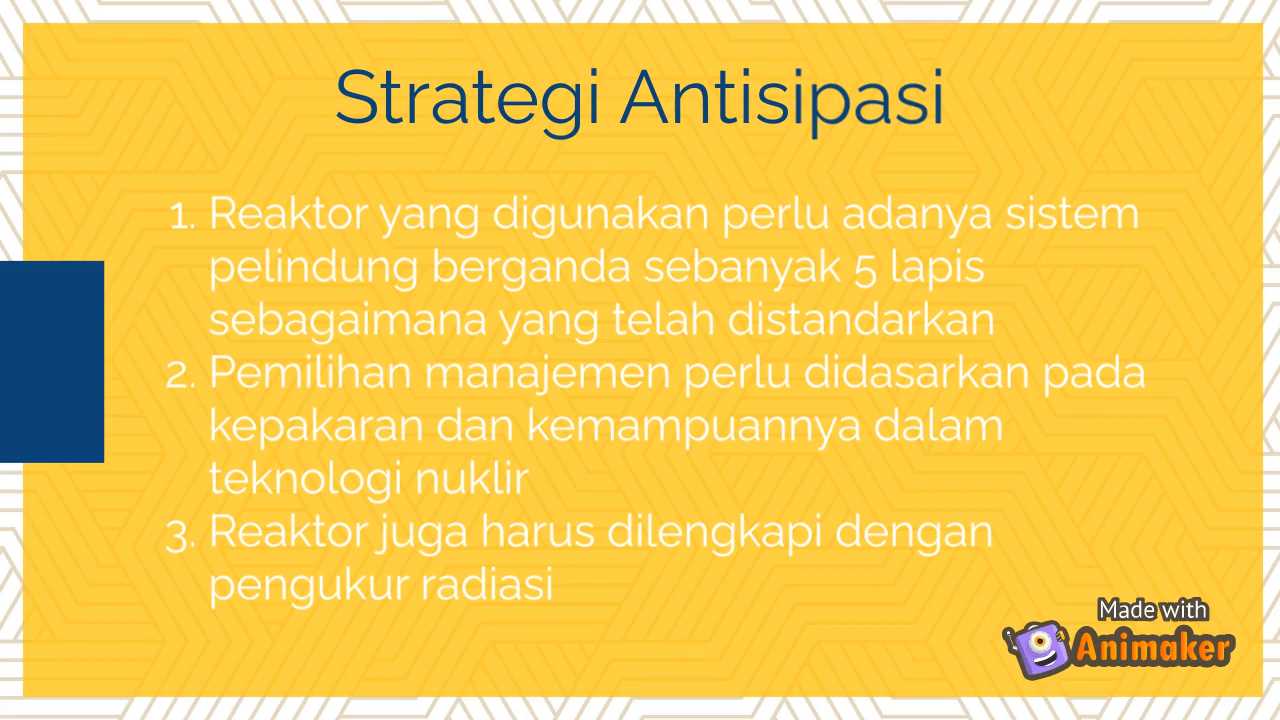 Strategi Antisipasi
1. Reaktor yang digunakan perlu adanya sistem
pelindung berganda sebanyak 5 lapis
sebagaimana yang telah distandarkan
2. Pemilihan manajemen perlu didasarkan pada
kepakaran dan kemampuannya dalam
teknologi nuklir
3. Reaktor juga harus dilengkapi dengan
pengukur radiasi
Made with
Animaker